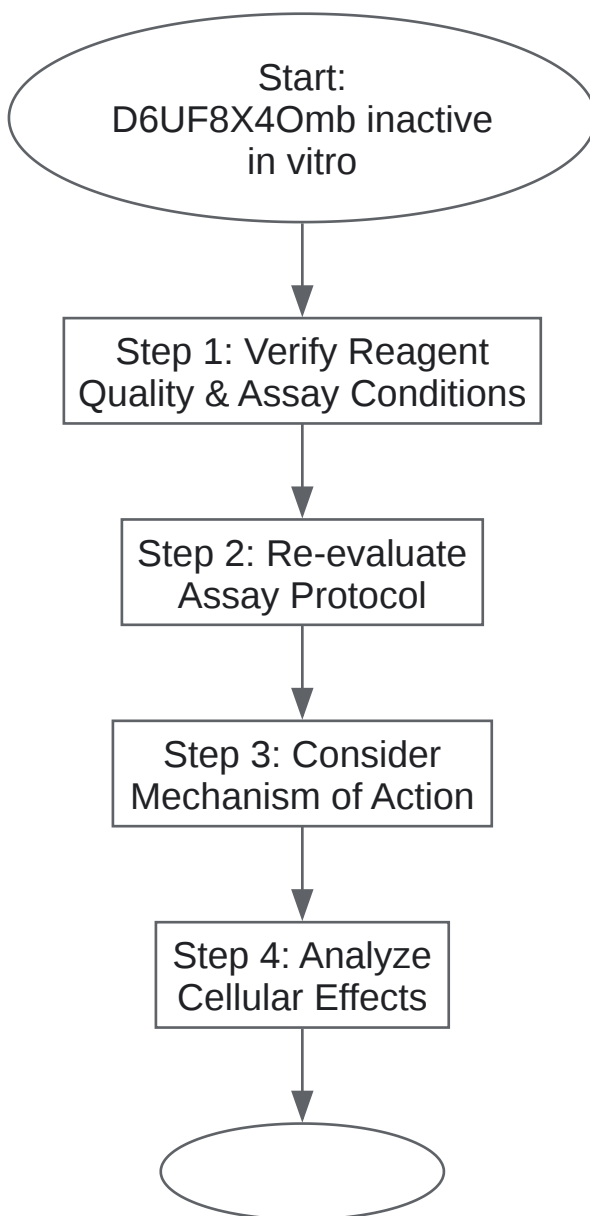 Start:
D6UF8X4Omb inactive
in vitro
Step 1: Verify Reagent
Quality & Assay Conditions
Step 2: Re-evaluate
Assay Protocol
Step 3: Consider
Mechanism of Action
Step 4: Analyze
Cellular Effects